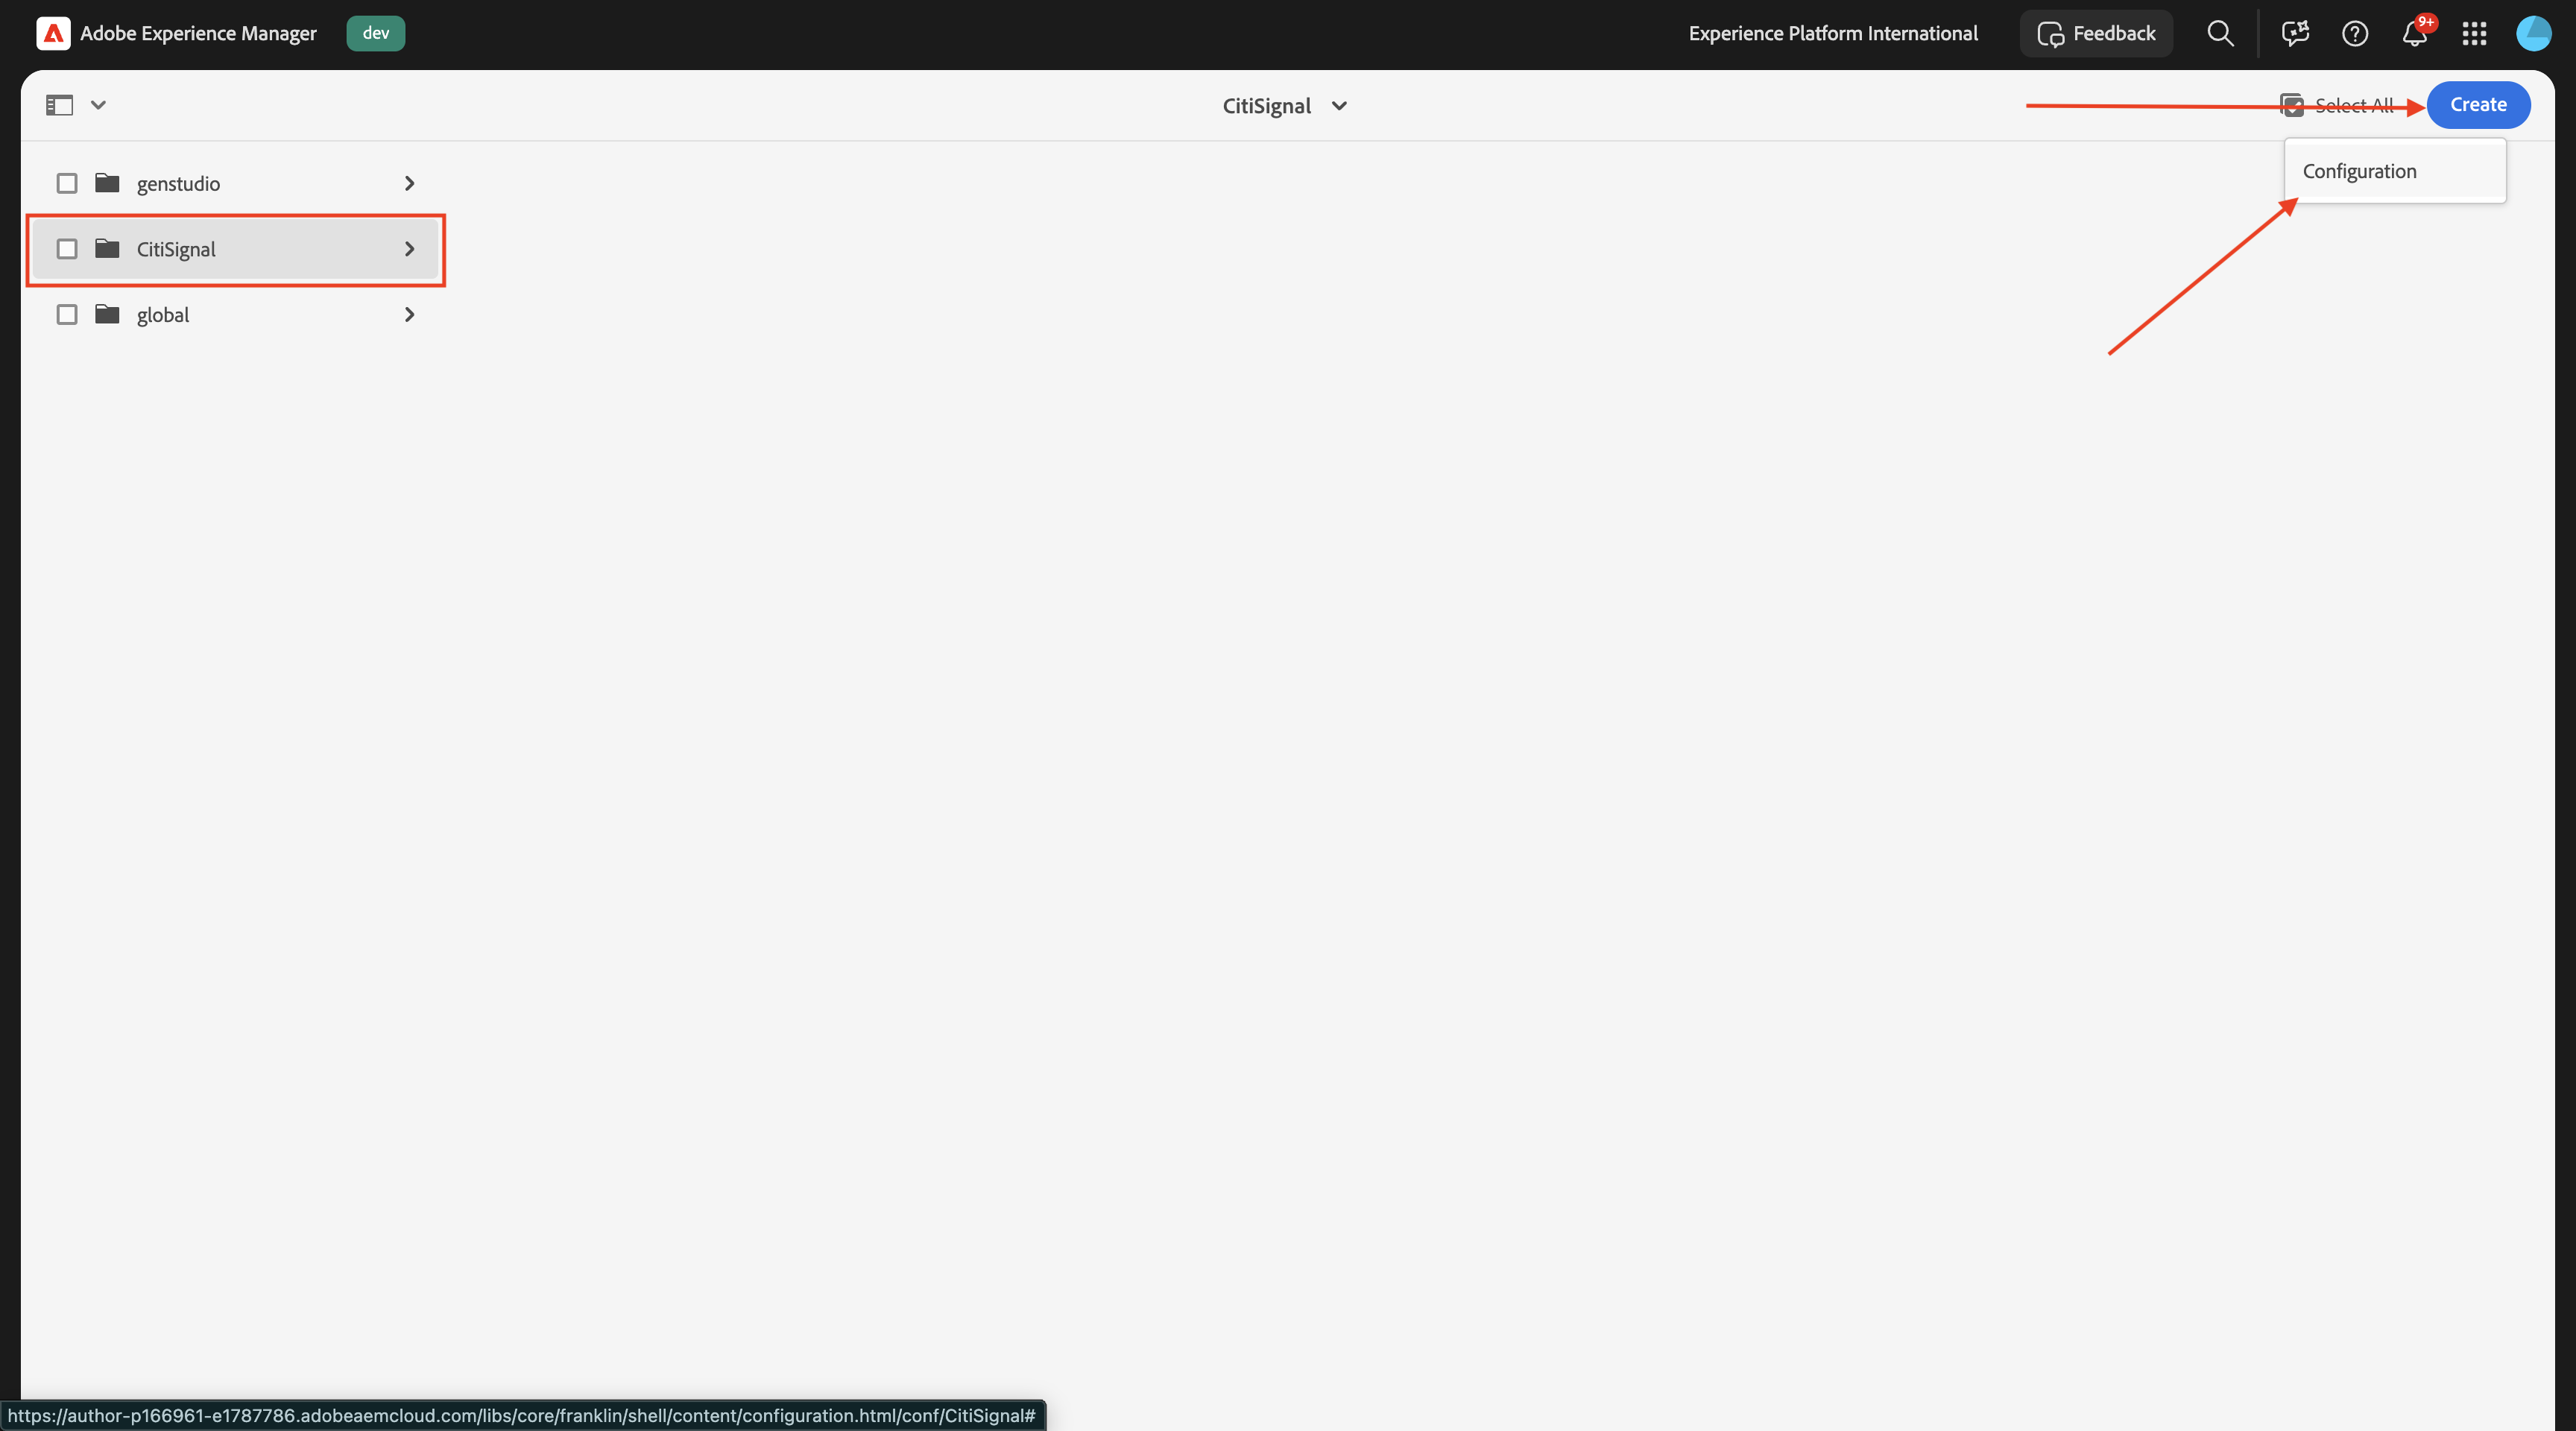 Adobe Experience Manager dev Experience Platform International Feedback 9+
CitiSignal Select All Create
Configuration
genstudio
CitiSignal
global
https://author-p166961-e1787786.adobeaemcloud.com/libs/core/franklin/shell/content/configuration.html/conf/CitiSignal#